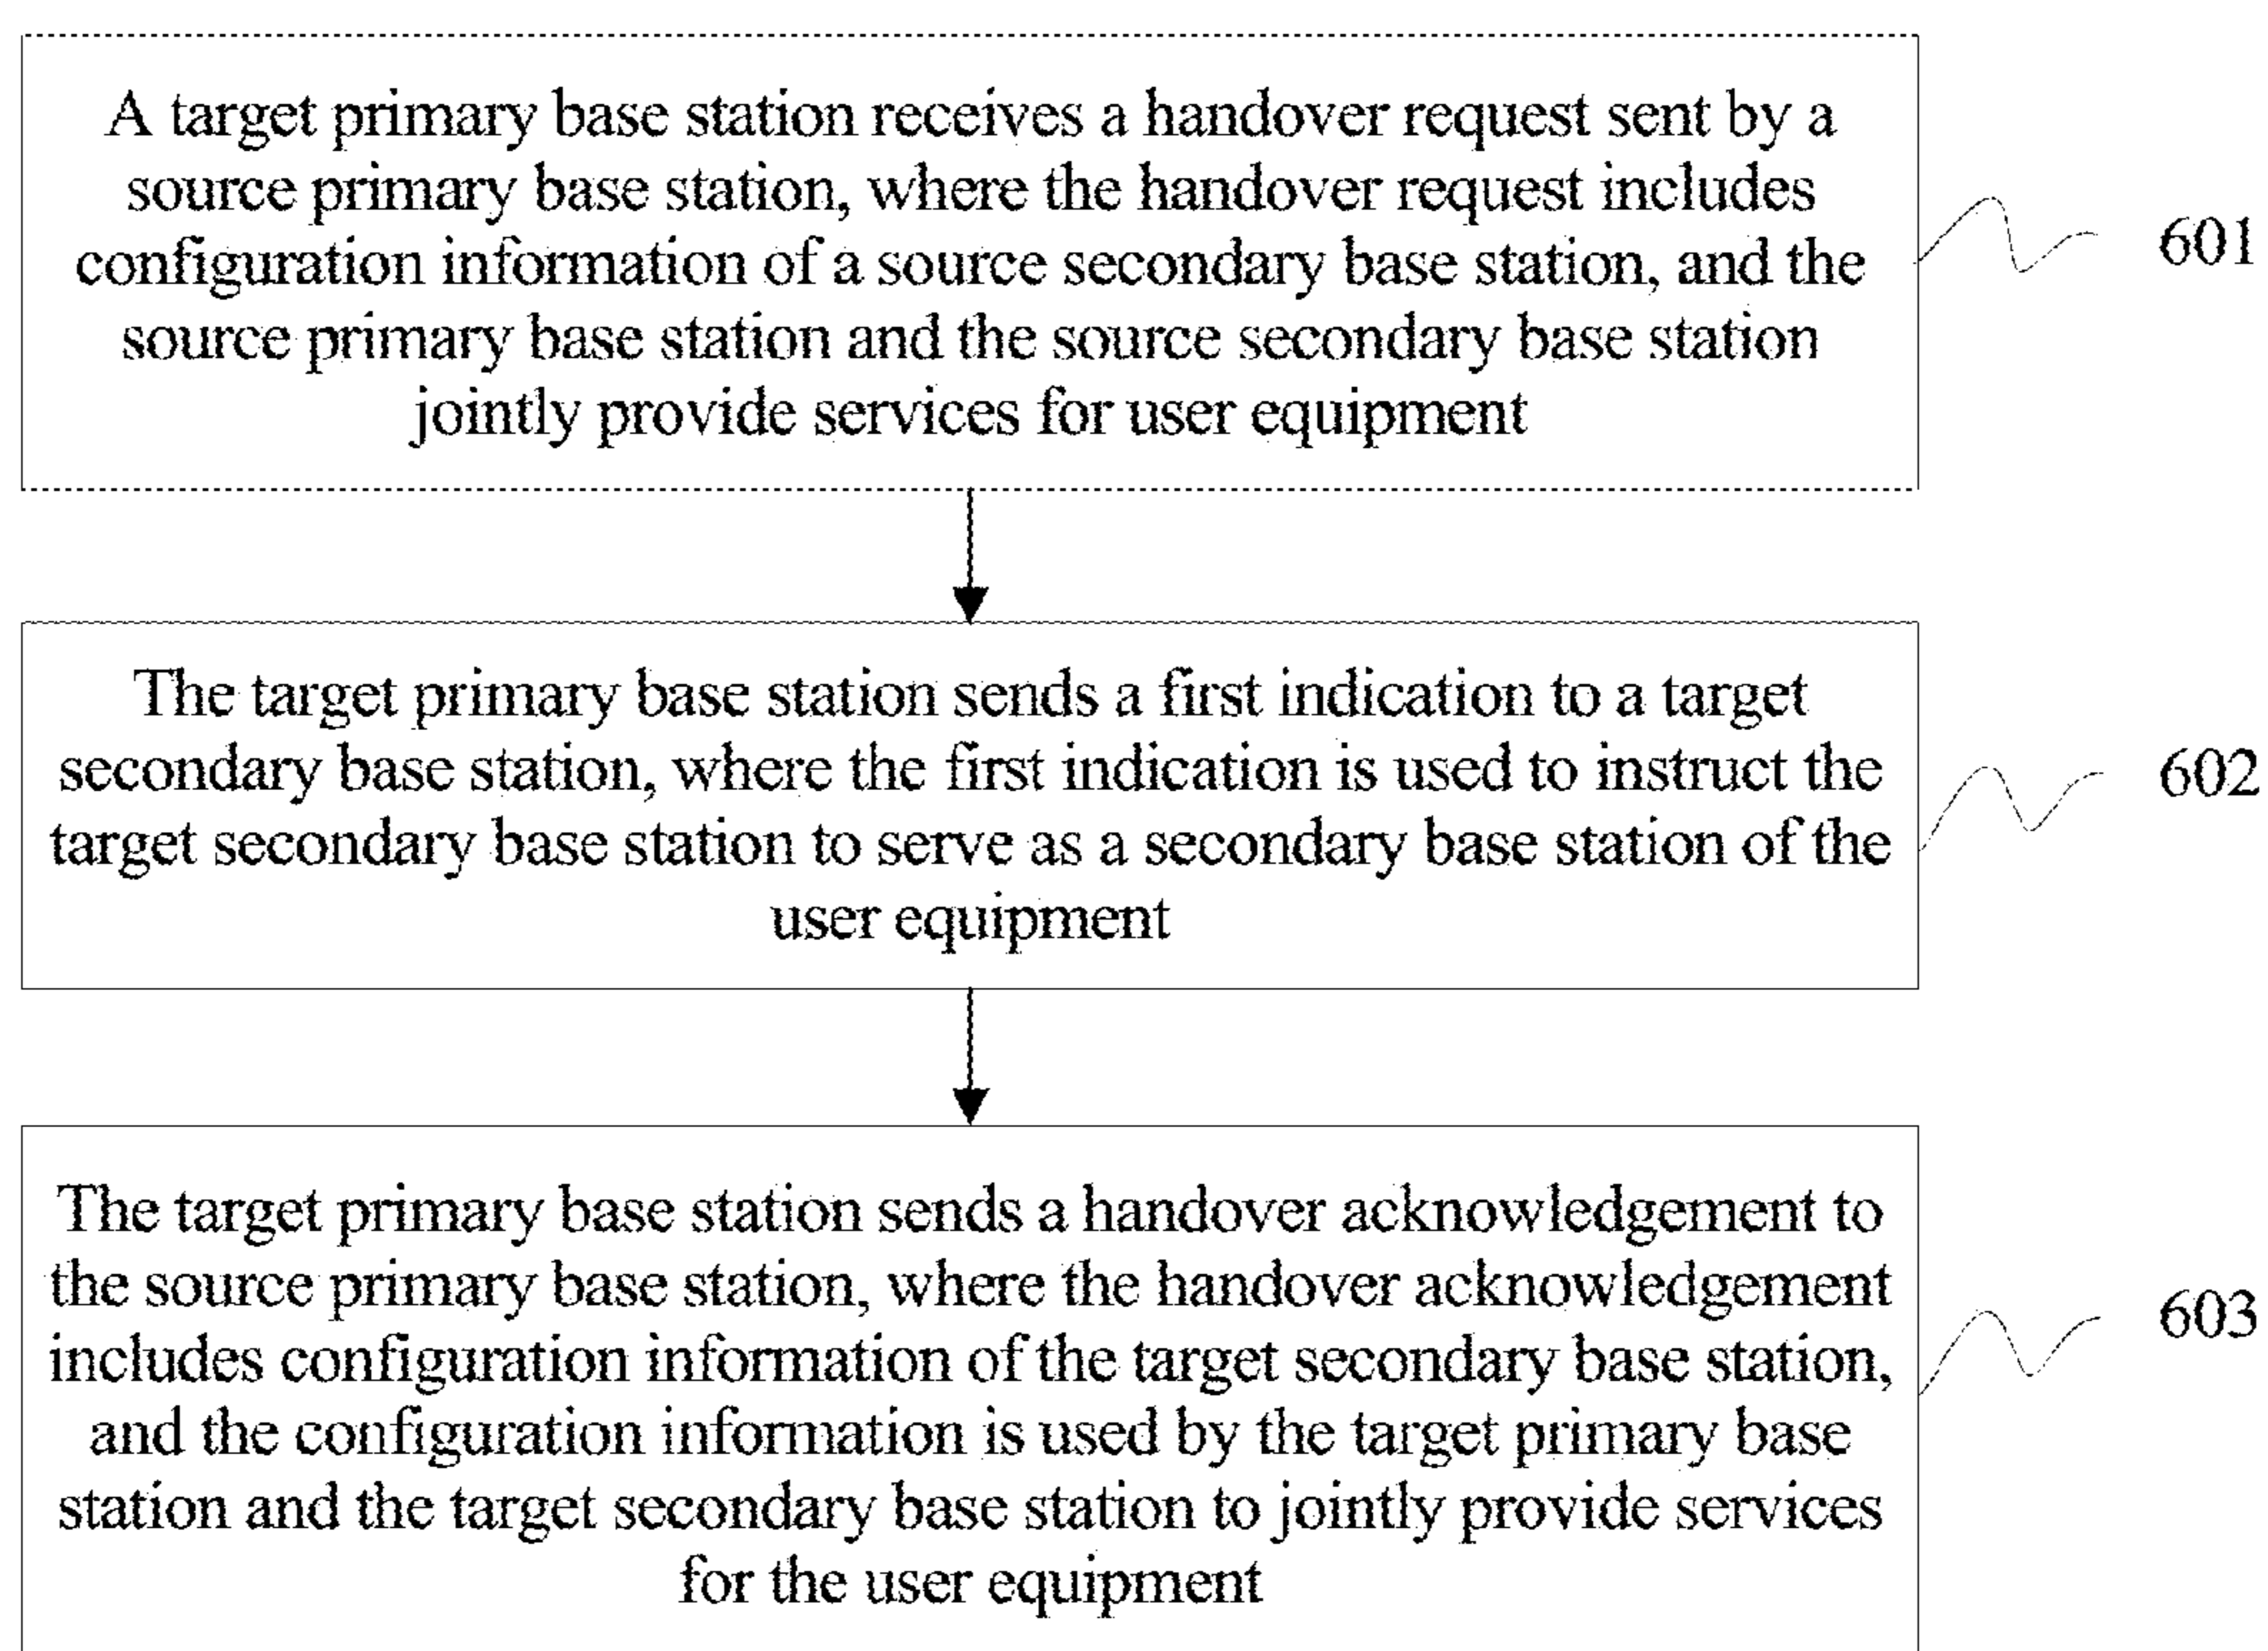 A target primary base station receives a handover request sent by a
source primary base station, where the handover request includes
configuration information of a source secondary base station, and the
source primary base station and the source secondary base station
jointly provide services for user equipment
601
The target primary base station sends a first indication to a target
secondary base station, where the first indication is used to instruct the
target secondary base station to serve as a secondary base station of the
user equipment
602
The target primary base station sends a handover acknowledgement to
the source primary base station, where the handover acknowledgement
includes configuration information of the target secondary base station,
and the configuration information is used by the target primary base
station and the target secondary base station to jointly provide services
for the user equipment
603